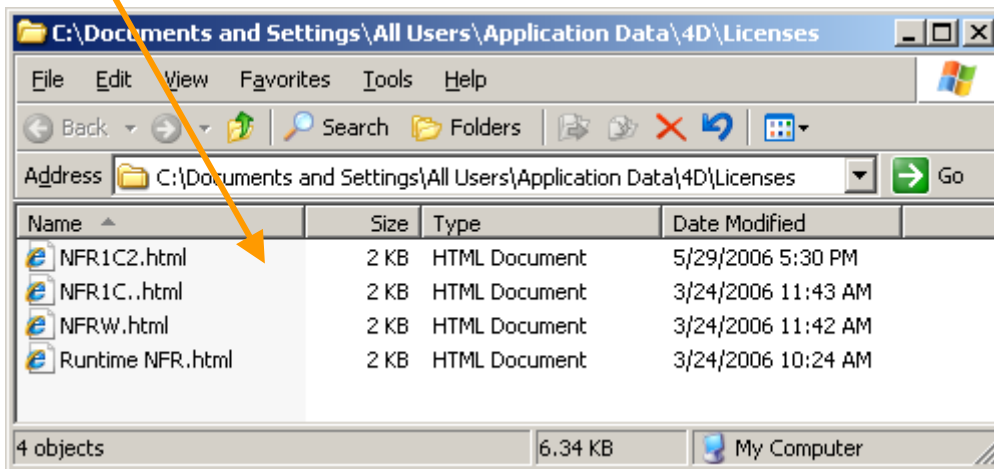 C:\Documents and Settings\All Users\Application Data\4D\Licenses
File Edit View Favorites Tools Help
Back Search Folders
Address C:\Documents and Settings\All Users\Application Data\4D\Licenses Go
Name Size Type Date Modified
NFR1C2.html 2 KB HTML Document 5/29/2006 5:30 PM
NFR1C..html 2 KB HTML Document 3/24/2006 11:43 AM
NFRW.html 2 KB HTML Document 3/24/2006 11:42 AM
Runtime NFR.html 2 KB HTML Document 3/24/2006 10:24 AM
4 objects 6.34 KB My Computer